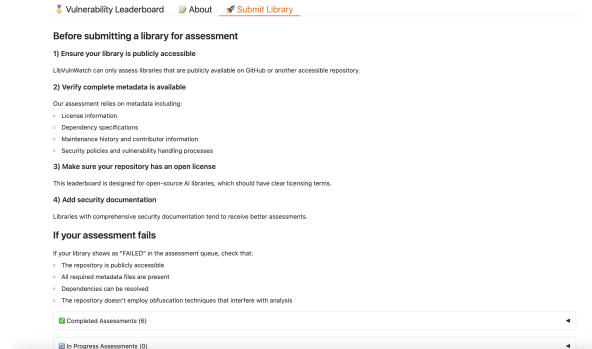 🏅 Vulnerability Leaderboard 📝 About 🚀 Submit Library
Before submitting a library for assessment
1) Ensure your library is publicly accessible
LibVulnWatch can only assess libraries that are publicly available on GitHub or another accessible repository.
2) Verify complete metadata is available
Our assessment relies on metadata including:
License information
Dependency specifications
Maintenance history and contributor information
Security policies and vulnerability handling processes
3) Make sure your repository has an open license
This leaderboard is designed for open-source AI libraries, which should have clear licensing terms.
4) Add security documentation
Libraries with comprehensive security documentation tend to receive better assessments.
If your assessment fails
If your library shows as "FAILED" in the assessment queue, check that:
The repository is publicly accessible
All required metadata files are present
Dependencies can be resolved
The repository doesn't employ obfuscation techniques that interfere with analysis
✅ Completed Assessments (6) ◀
🔄 In Progress Assessments (0) ◀